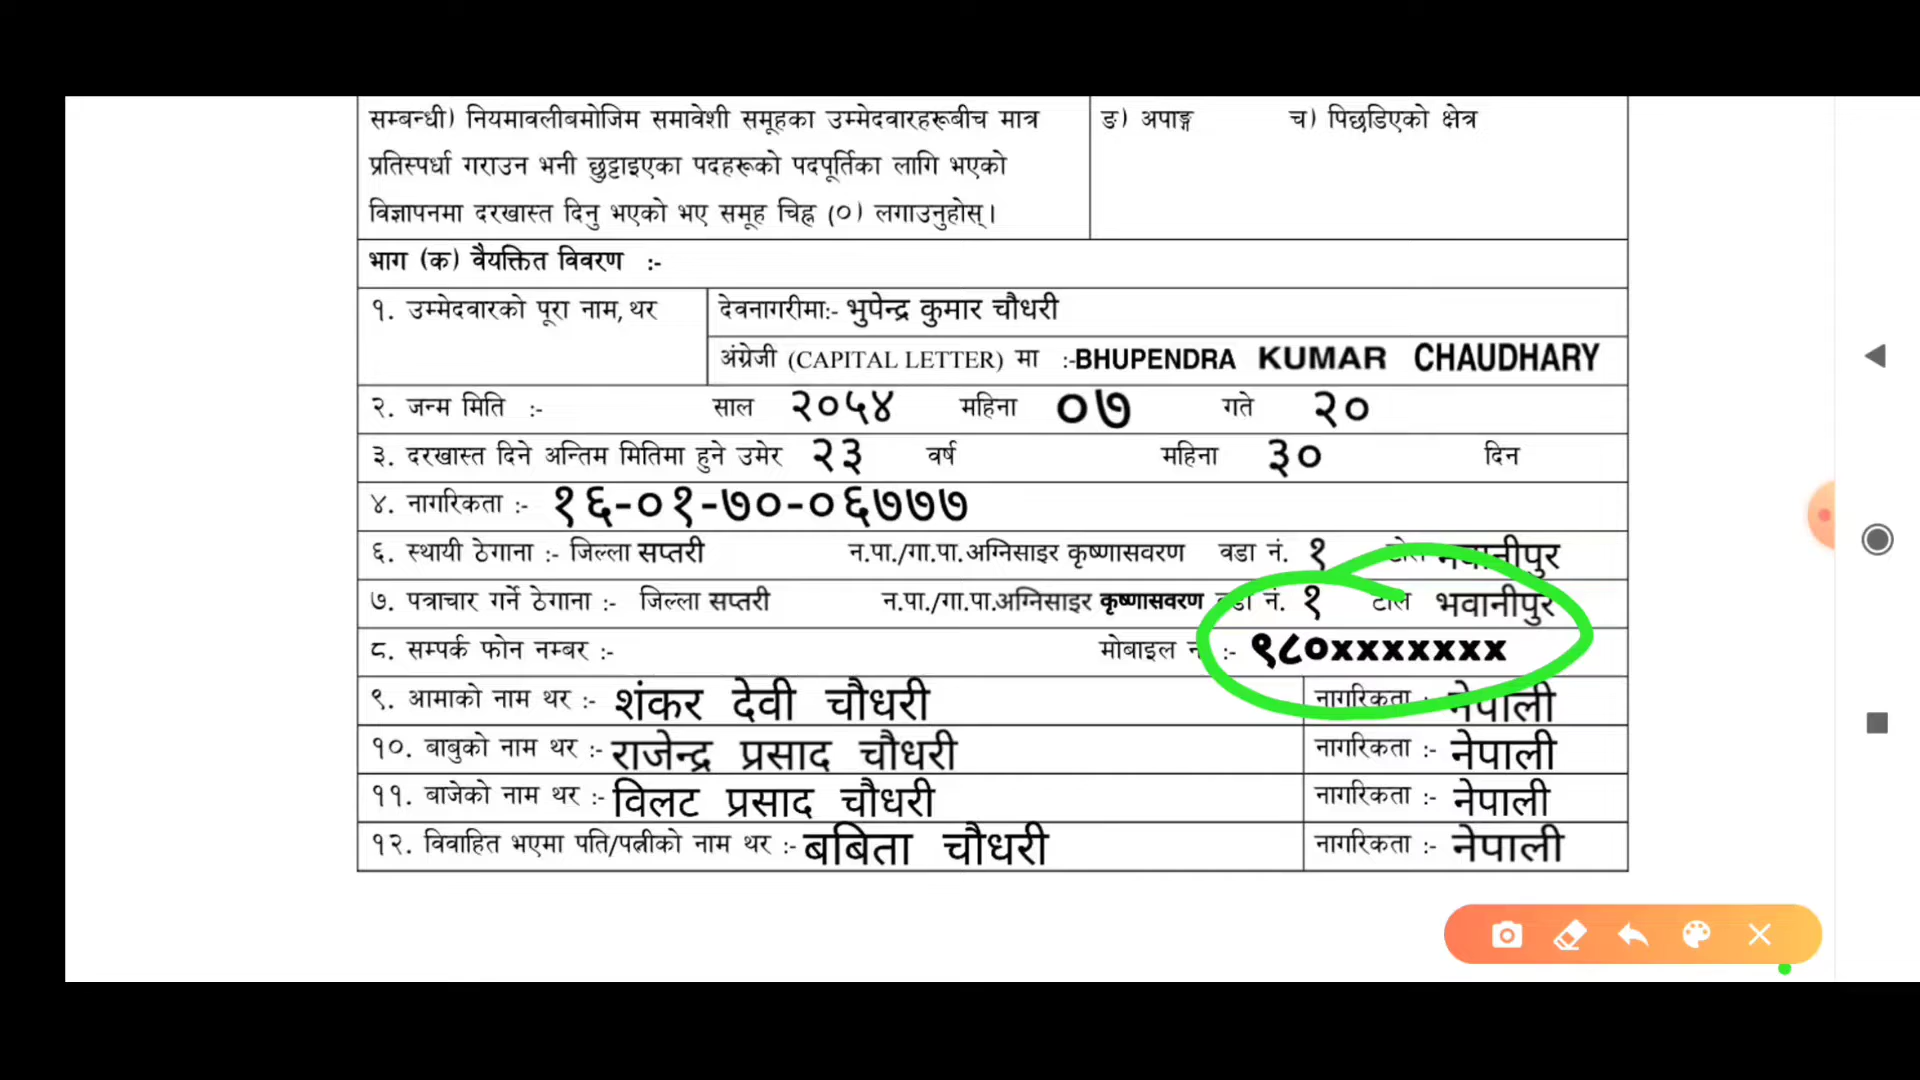 सम्बन्धी) नियमावलीबमोजिम समावेशी समूहका उम्मेदवारहरूबीच मात्र
प्रतिस्पर्धा गराउन भनी छुट्टाइएका पदहरूको पदपूर्तिका लागि भएको
विज्ञापनमा दरखास्त दिनु भएको भए समूह चिह्न (०) लगाउनुहोस्।
ङ) अपाङ्ग च) पिछडिएको क्षेत्र
भाग (क) वैयक्तित विवरण :-
१. उम्मेदवारको पूरा नाम, थर देवनागरीमाः- भुपेन्द्र कुमार चौधरी
अंग्रेजी (CAPITAL LETTER) मा :-BHUPENDRA KUMAR CHAUDHARY
२. जन्म मिति :- साल २०५४ महिना ०७ गते २०
३. दरखास्त दिने अन्तिम मितिमा हुने उमेर २३ वर्ष महिना ३० दिन
४. नागरिकता :- १६-०१-७०-०६७७७
६. स्थायी ठेगाना :- जिल्ला सप्तरी न.पा./गा.पा.अग्निसाइर कृष्णासवरण वडा नं. १ टोल भवानीपुर
७. पत्राचार गर्ने ठेगाना :- जिल्ला सप्तरी न.पा./गा.पा.अग्निसाइर कृष्णासवरण वडा नं. १ टोल भवानीपुर
८. सम्पर्क फोन नम्बर :- मोबाइल नं :- ९८०xxxxxxx
९. आमाको नाम थर :- शंकर देवी चौधरी नागरिकता :- नेपाली
१०. बाबुको नाम थर :- राजेन्द्र प्रसाद चौधरी नागरिकता :- नेपाली
११. बाजेको नाम थर :- विलट प्रसाद चौधरी नागरिकता :- नेपाली
१२. विवाहित भएमा पति/पत्नीको नाम थर :- बबिता चौधरी नागरिकता :- नेपाली